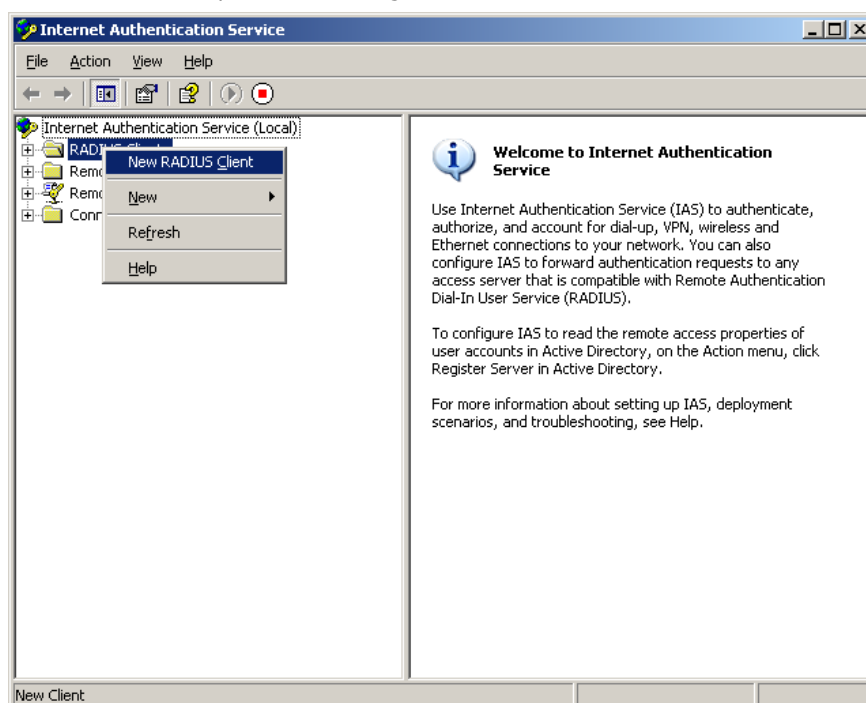 Internet Authentication Service
File Action View Help
Internet Authentication Service (Local)
RADIUS Client
New RADIUS Client
New
Refresh
Help
Welcome to Internet Authentication
Service
Use Internet Authentication Service (IAS) to authenticate,
authorize, and account for dial-up, VPN, wireless and
Ethernet connections to your network. You can also
configure IAS to forward authentication requests to any
access server that is compatible with Remote Authentication
Dial-In User Service (RADIUS).
To configure IAS to read the remote access properties of
user accounts in Active Directory, on the Action menu, click
Register Server in Active Directory.
For more information about setting up IAS, deployment
scenarios, and troubleshooting, see Help.
New Client